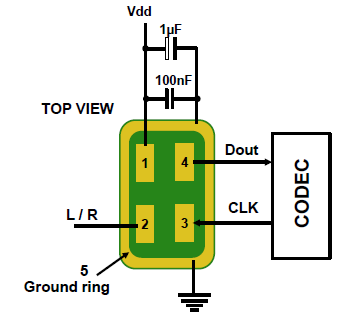 Vdd
1µF
100nF
TOP VIEW
1
4
Dout
CODEC
L / R
2
3
CLK
5
Ground ring